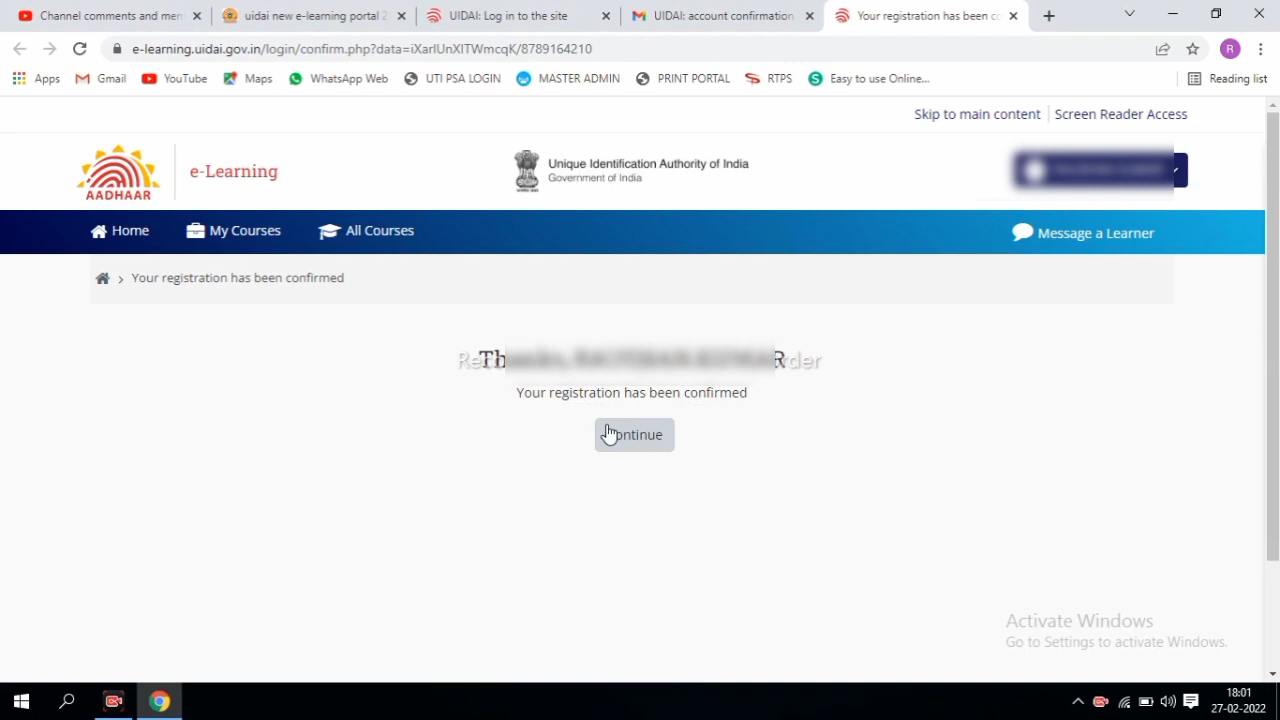 Channel comments and men
uidai new e-learning portal 2
UIDAI: Log in to the site
UIDAI: account confirmation
Your registration has been co
e-learning.uidai.gov.in/login/confirm.php?data=iXarlUnXITWmcqK/8789164210
R
Apps
Gmail
YouTube
Maps
WhatsApp Web
UTI PSA LOGIN
MASTER ADMIN
PRINT PORTAL
RTPS
Easy to use Online...
Reading list
Skip to main content
Screen Reader Access
AADHAAR
e-Learning
Unique Identification Authority of India
Government of India
Home
My Courses
All Courses
Message a Learner
> Your registration has been confirmed
Your registration has been confirmed
Continue
Activate Windows
Go to Settings to activate Windows.
18:01
27-02-2022